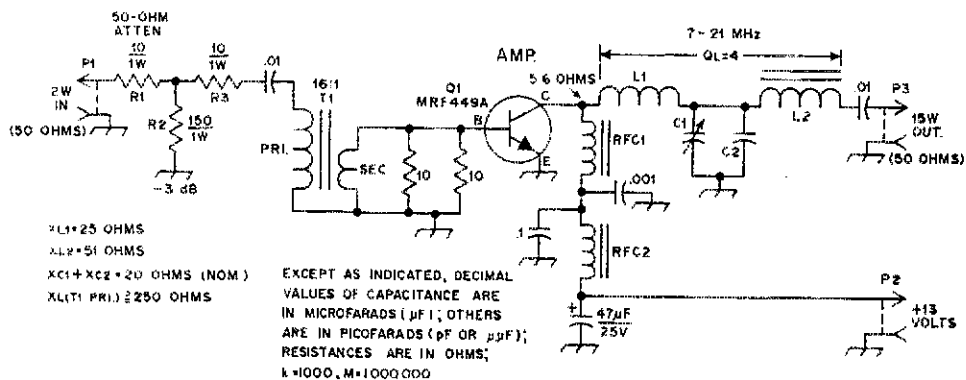 50-OHM
ATTEN
P1
10
1W
R1
10
1W
R3
.01
2W
IN
(50 OHMS)
R2
150
1W
-3 dB
16:1
T1
PRI.
SEC
10
10
AMP.
Q1
MRF449A
B
C
E
5.6 OHMS
7-21 MHz
QL=4
L1
C1
C2
L2
.01
P3
15W
OUT.
(50 OHMS)
RFC1
.001
.1
RFC2
P2
+13
VOLTS
+
47µF
25V
XL1=25 OHMS
XL2=51 OHMS
XC1+XC2=20 OHMS (NOM.)
XL(T1 PRI.)≥250 OHMS
EXCEPT AS INDICATED, DECIMAL
VALUES OF CAPACITANCE ARE
IN MICROFARADS (µF); OTHERS
ARE IN PICOFARADS (pF OR µµF);
RESISTANCES ARE IN OHMS;
k=1000, M=1000000